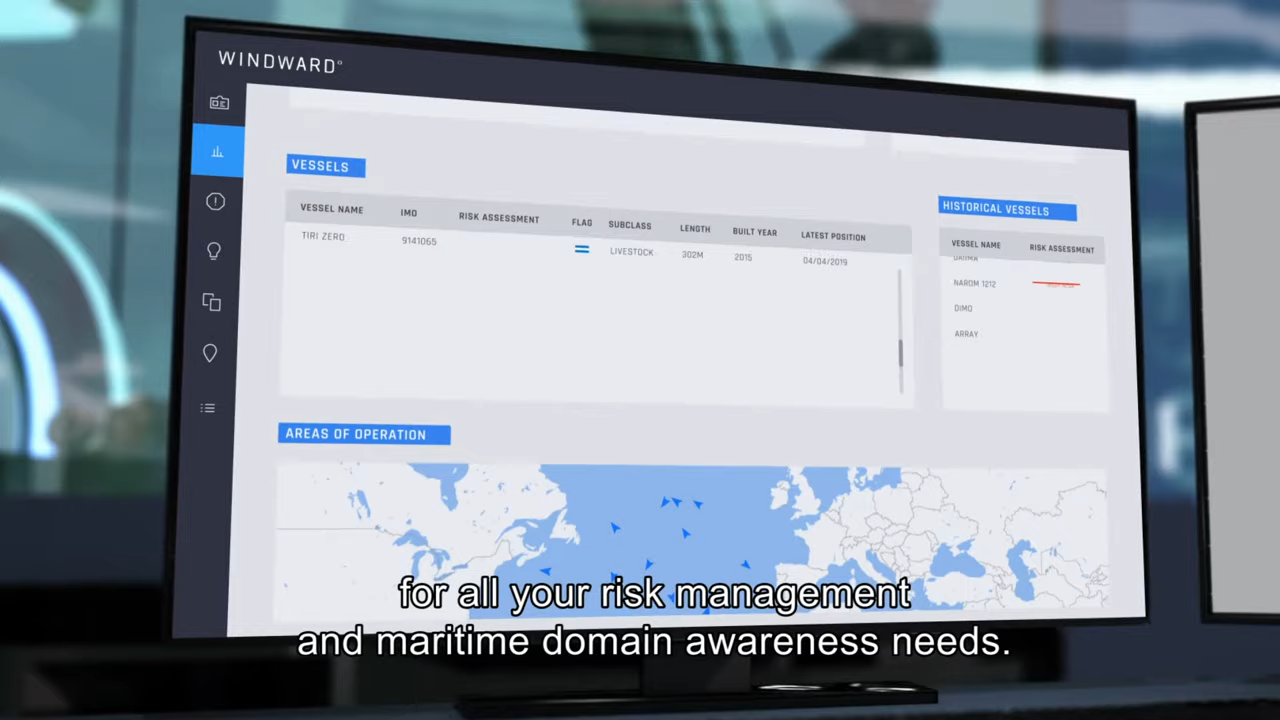 WINDWARD
VESSELS
VESSEL NAME IMO RISK ASSESSMENT FLAG SUBCLASS LENGTH BUILT YEAR LATEST POSITION
TIRI ZERO 9141065 LIVESTOCK 302M 2015 04/04/2019
HISTORICAL VESSELS
VESSEL NAME RISK ASSESSMENT
NAROM 1212
DIMO
ARRAY
AREAS OF OPERATION
for all your risk management
and maritime domain awareness needs.